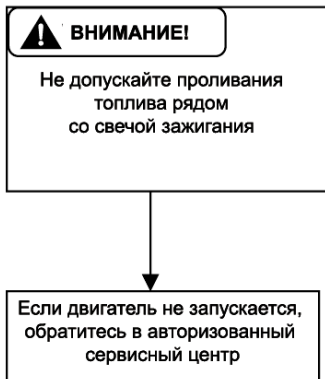 ВНИМАНИЕ!
Не допускайте проливания
топлива рядом
со свечой зажигания
Если двигатель не запускается,
обратитесь в авторизованный
сервисный центр